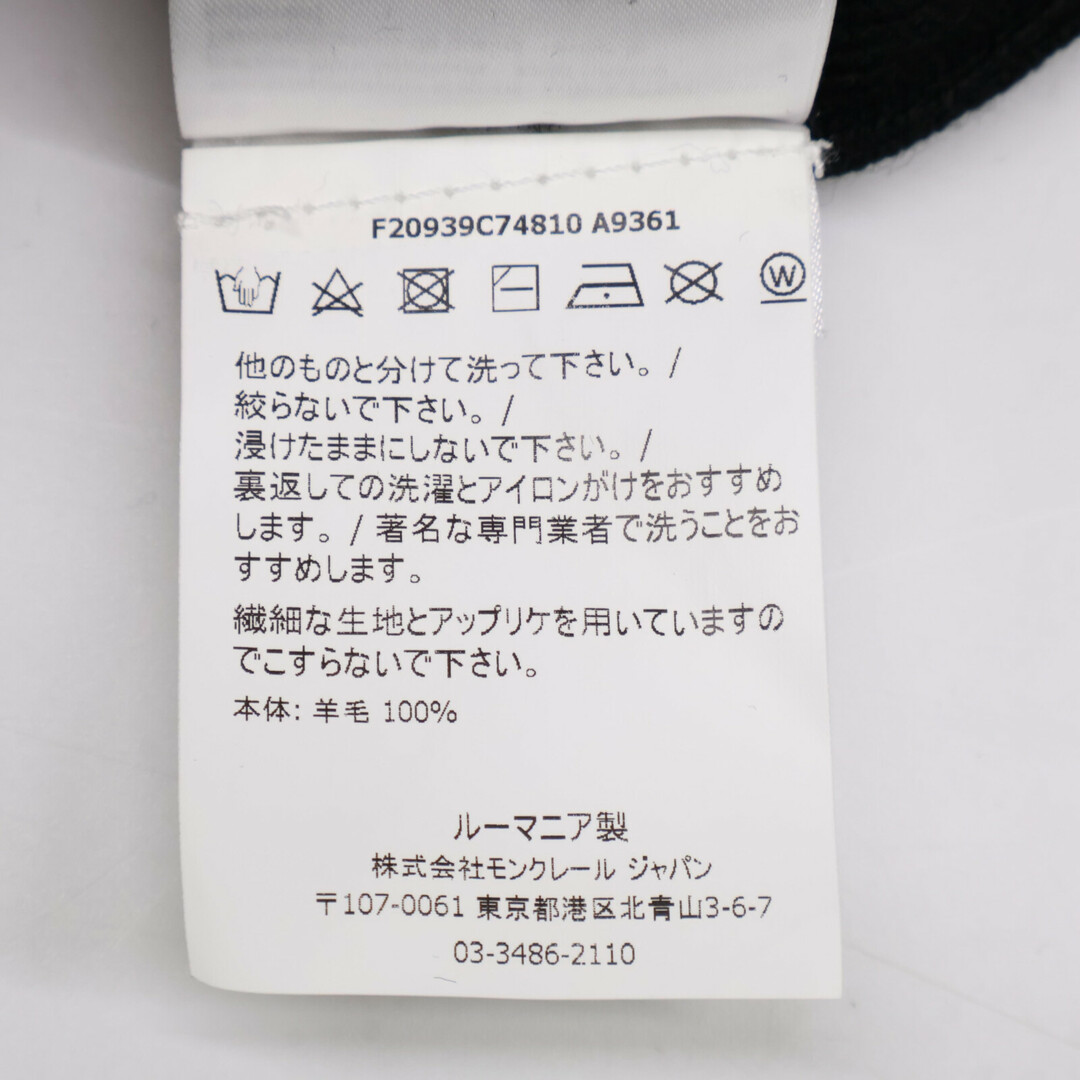 F20939C74810 A9361
W
他のものと分けて洗って下さい。/
絞らないで下さい。/
浸けたままにしないで下さい。/
裏返しての洗濯とアイロンがけをおすすめ
します。/ 著名な専門業者で洗うことをお
すすめします。
繊細な生地とアップリケを用いていますの
でこすらないで下さい。
本体: 羊毛 100%
ルーマニア製
株式会社モンクレール ジャパン
〒107-0061 東京都港区北青山3-6-7
03-3486-2110